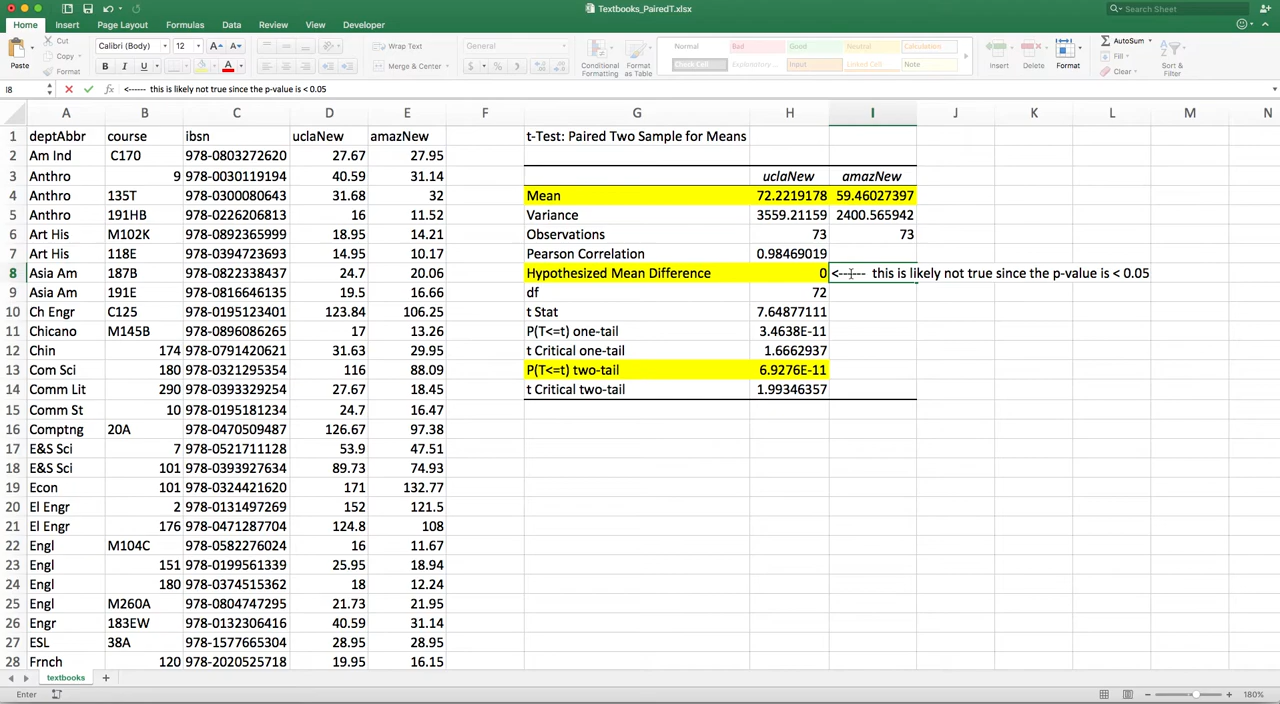 Textbooks_PairedT.xlsx
Search Sheet
Home Insert Page Layout Formulas Data Review View Developer
Paste
Cut
Copy
Format
Calibri (Body) 12
Wrap Text
Merge & Center
General
Conditional Formatting
Format as Table
Normal Bad Good Neutral Calculation
Check Cell Explanatory... Input Linked Cell Note
Insert Delete Format
AutoSum
Fill
Clear
Sort & Filter
I8 fx <------ this is likely not true since the p-value is < 0.05
A B C D E F G H I J K L M N
1 deptAbbr course ibsn uclaNew amazNew t-Test: Paired Two Sample for Means
2 Am Ind C170 978-0803272620 27.67 27.95
3 Anthro 9 978-0030119194 40.59 31.14 uclaNew amazNew
4 Anthro 135T 978-0300080643 31.68 32 Mean 72.2219178 59.46027397
5 Anthro 191HB 978-0226206813 16 11.52 Variance 3559.21159 2400.565942
6 Art His M102K 978-0892365999 18.95 14.21 Observations 73 73
7 Art His 118E 978-0394723693 14.95 10.17 Pearson Correlation 0.98469019
8 Asia Am 187B 978-0822338437 24.7 20.06 Hypothesized Mean Difference 0 <------ this is likely not true since the p-value is < 0.05
9 Asia Am 191E 978-0816646135 19.5 16.66 df 72
10 Ch Engr C125 978-0195123401 123.84 106.25 t Stat 7.64877111
11 Chicano M145B 978-0896086265 17 13.26 P(T<=t) one-tail 3.4638E-11
12 Chin 174 978-0791420621 31.63 29.95 t Critical one-tail 1.6662937
13 Com Sci 180 978-0321295354 116 88.09 P(T<=t) two-tail 6.9276E-11
14 Comm Lit 290 978-0393329254 27.67 18.45 t Critical two-tail 1.99346357
15 Comm St 10 978-0195181234 24.7 16.47
16 Comptng 20A 978-0470509487 126.67 97.38
17 E&S Sci 7 978-0521711128 53.9 47.51
18 E&S Sci 101 978-0393927634 89.73 74.93
19 Econ 101 978-0324421620 171 132.77
20 El Engr 2 978-0131497269 152 121.5
21 El Engr 176 978-0471287704 124.8 108
22 Engl M104C 978-0582276024 16 11.67
23 Engl 151 978-0199561339 25.95 18.94
24 Engl 180 978-0374515362 18 12.24
25 Engl M260A 978-0804747295 21.73 21.95
26 Engr 183EW 978-0132306416 40.59 31.14
27 ESL 38A 978-1577665304 28.95 28.95
28 Frnch 120 978-2020525718 19.95 16.15
textbooks
Enter 180%